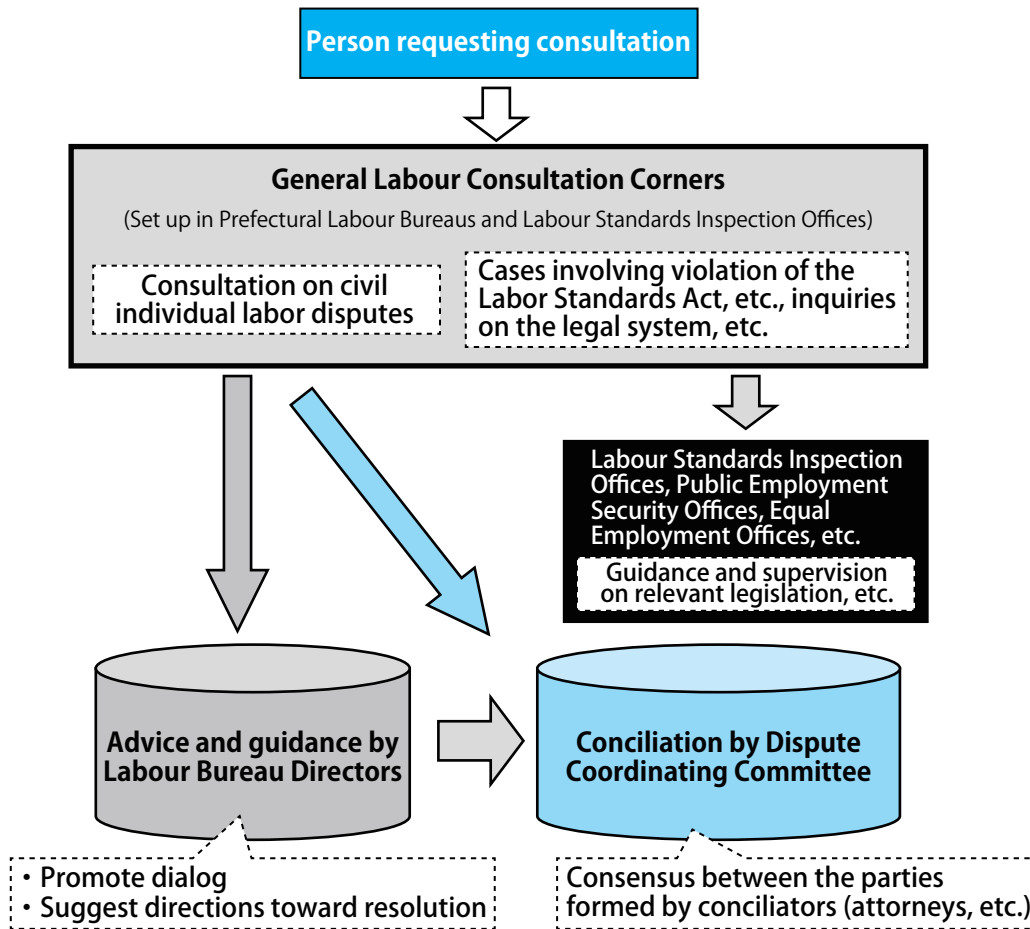 Person requesting consultation
General Labour Consultation Corners
(Set up in Prefectural Labour Bureaus and Labour Standards Inspection Offices)
Consultation on civil
individual labor disputes
Cases involving violation of the
Labor Standards Act, etc., inquiries
on the legal system, etc.
Labour Standards Inspection
Offices, Public Employment
Security Offices, Equal
Employment Offices, etc.
Guidance and supervision
on relevant legislation, etc.
Advice and guidance by
Labour Bureau Directors
Conciliation by Dispute
Coordinating Committee
・Promote dialog
・Suggest directions toward resolution
Consensus between the parties
formed by conciliators (attorneys, etc.)